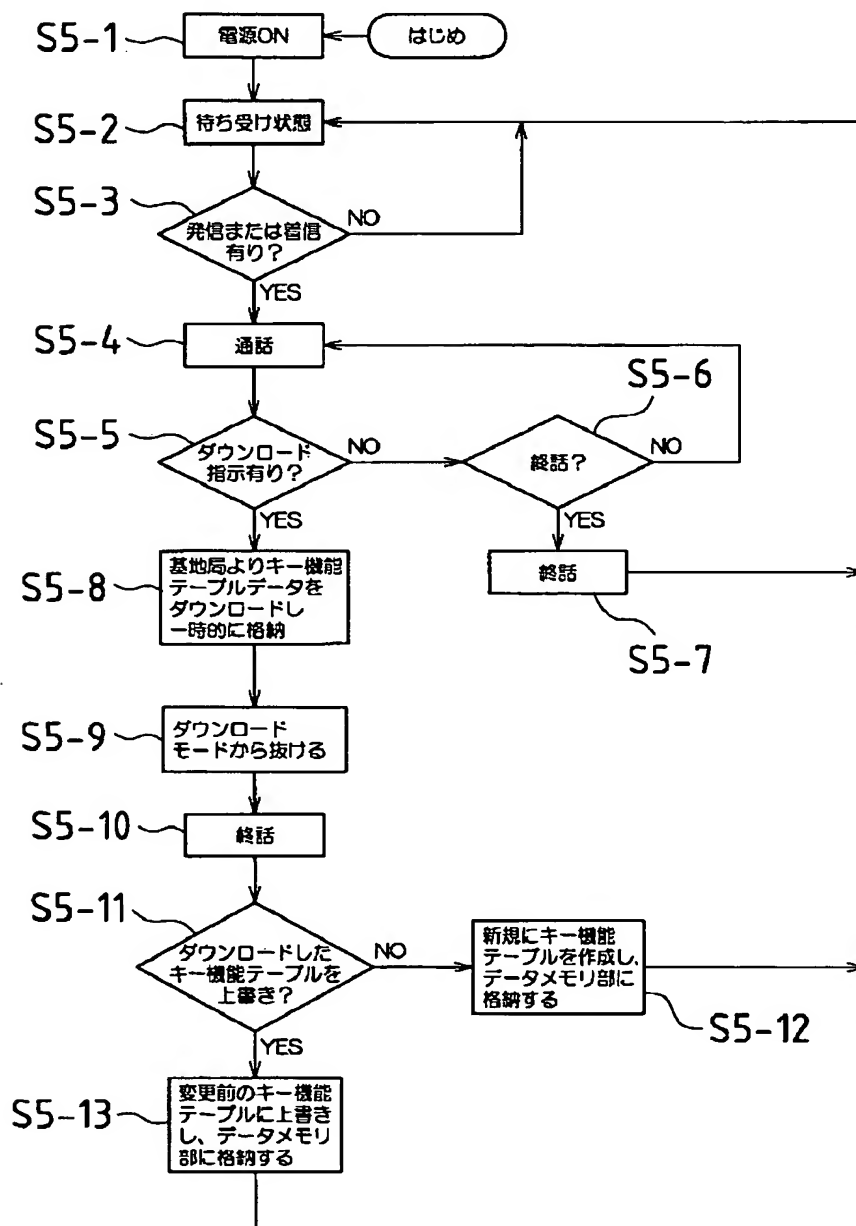 S5-1
電源ON
はじめ
S5-2
待ち受け状態
S5-3
発信または着信
有り?
NO
YES
S5-4
通話
S5-5
ダウンロード
指示有り?
NO
YES
S5-6
終話?
NO
YES
終話
S5-7
S5-8
基地局よりキー機能
テーブルデータを
ダウンロードし
一時的に格納
S5-9
ダウンロード
モードから抜ける
S5-10
終話
S5-11
ダウンロードした
キー機能テーブルを
上書き?
NO
YES
新規にキー機能
テーブルを作成し、
データメモリ部に
格納する
S5-12
S5-13
変更前のキー機能
テーブルに上書き
し、データメモリ
部に格納する